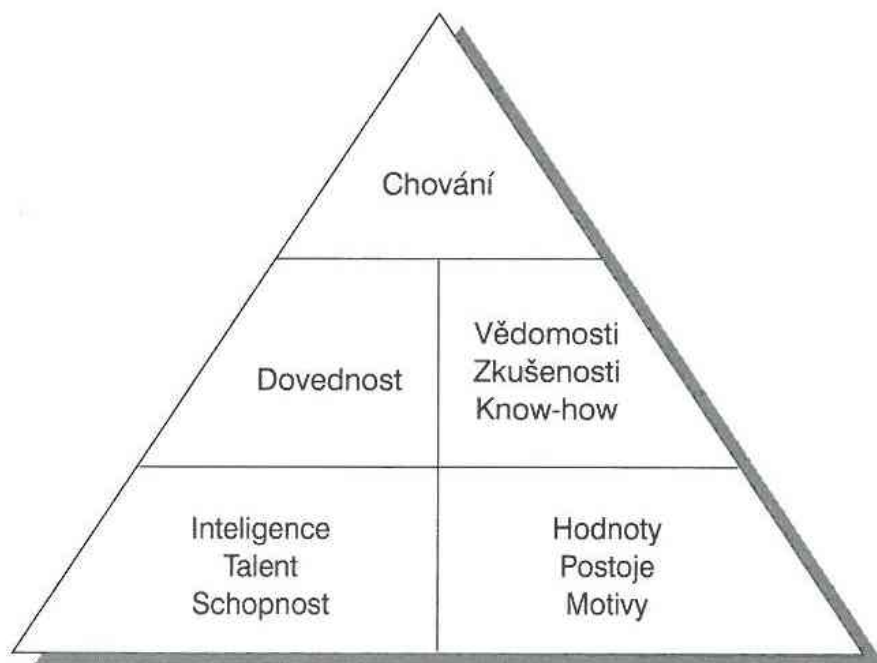 Chování
Dovednost
Vědomosti
Zkušenosti
Know-how
Inteligence
Talent
Schopnost
Hodnoty
Postoje
Motivy